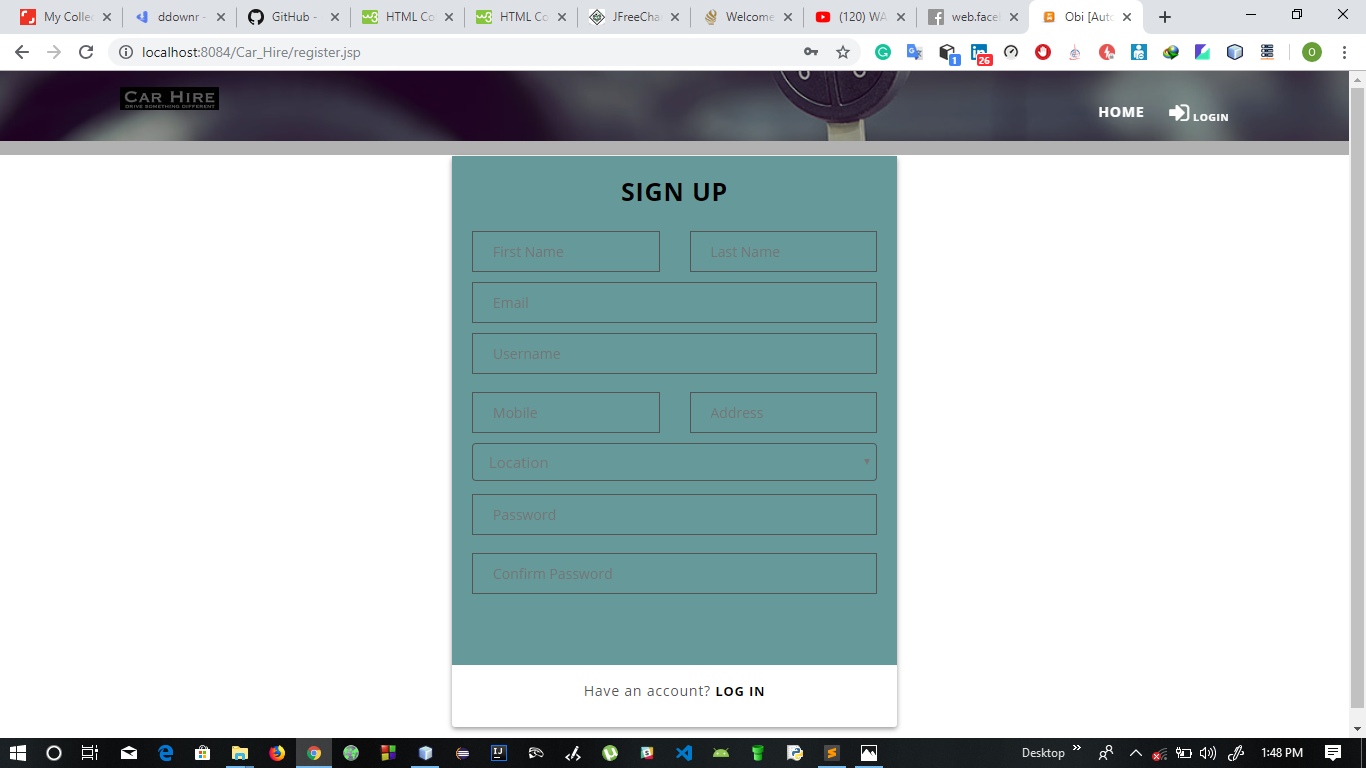 My Collec
ddownr -
GitHub -
HTML Co
HTML Co
JFreeCha
Welcome
(120) WA
web.facel
Obi [Auto
localhost:8084/Car_Hire/register.jsp
1
26
O
CAR HIRE
DRIVE SOMETHING DIFFERENT
HOME
LOGIN
SIGN UP
First Name
Last Name
Email
Username
Mobile
Address
Location
Password
Confirm Password
Have an account? LOG IN
Desktop
1:48 PM